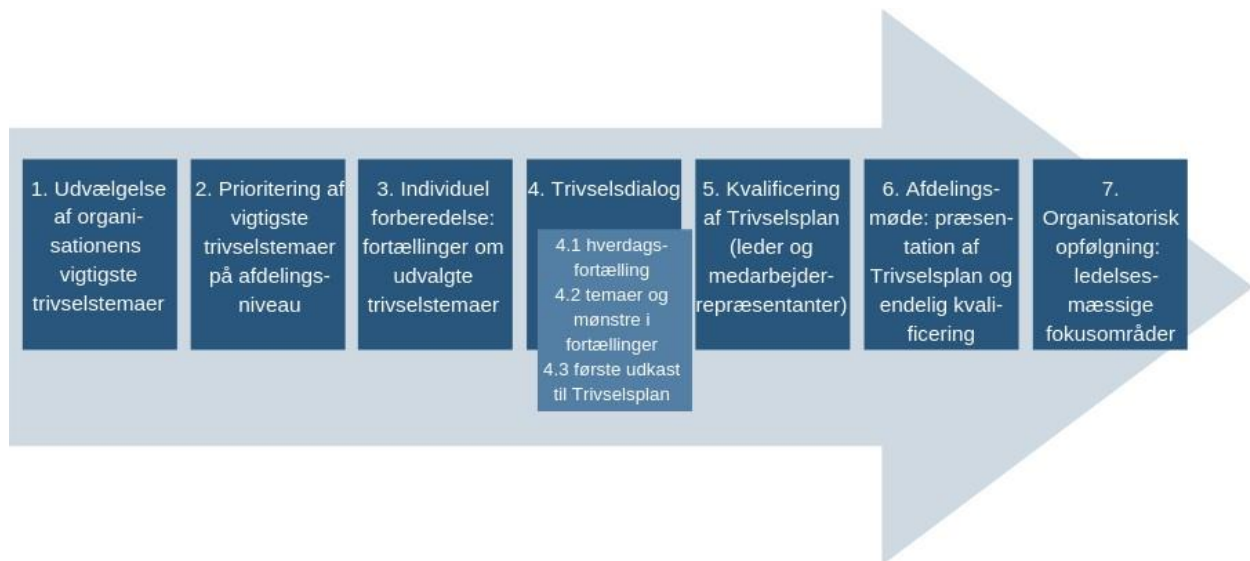 1. Udvælgelse
af organi-
sationens
vigtigste
trivselstemaer
2. Prioritering af
vigtigste
trivselstemaer
på afdelings-
niveau
3. Individuel
forberedelse:
fortællinger om
udvalgte
trivselstemaer
4. Trivselsdialog
4.1 hverdags-
fortælling
4.2 temaer og
mønstre i
fortællinger
4.3 første udkast
til Trivselsplan
5. Kvalificering
af Trivselsplan
(leder og
medarbejder-
repræsentanter)
6. Afdelings-
møde: præsen-
tation af
Trivselsplan og
endelig kvali-
ficering
7.
Organisatorisk
opfølgning:
ledelses-
mæssige
fokusområder